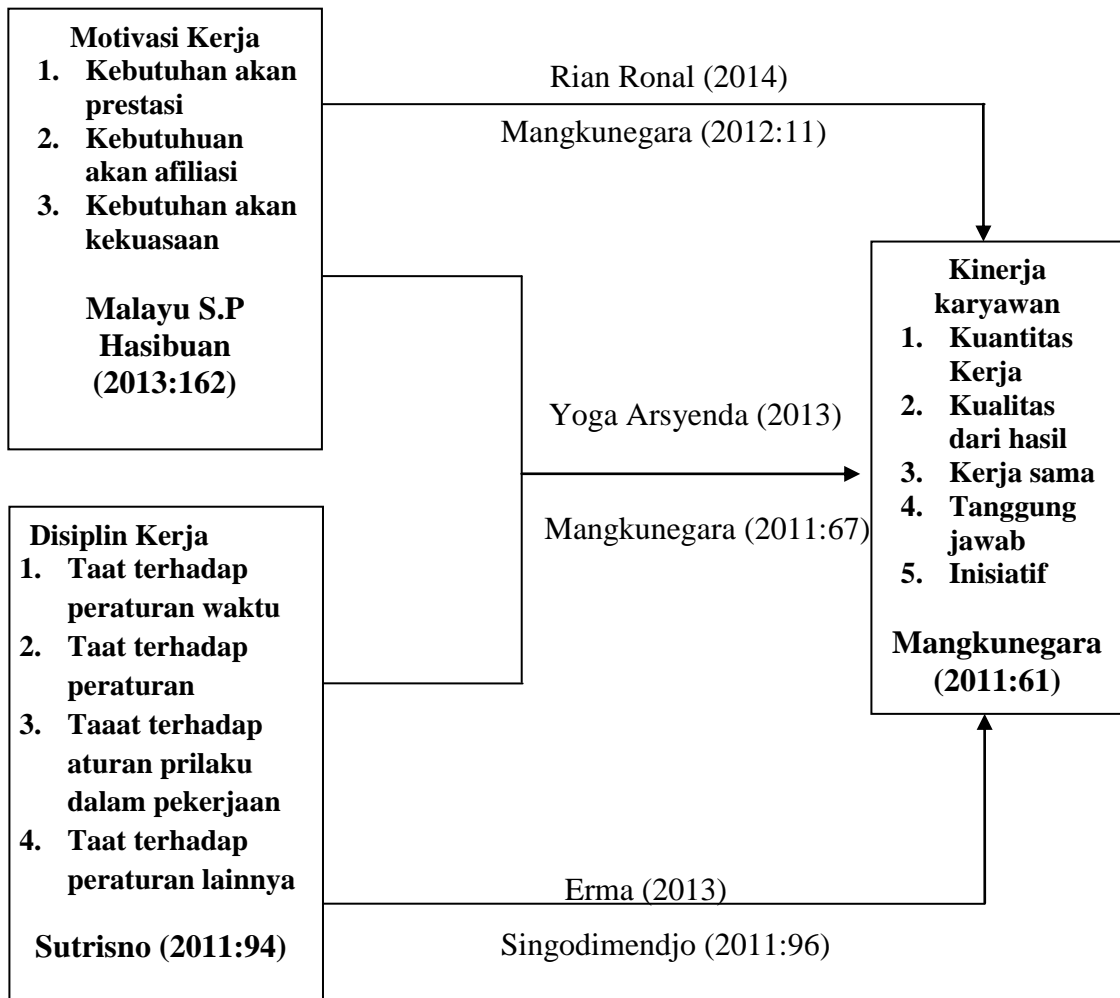 Motivasi Kerja
1. Kebutuhan akan
prestasi
2. Kebutuhuan
akan afiliasi
3. Kebutuhan akan
kekuasaan
Malayu S.P
Hasibuan
(2013:162)
Rian Ronal (2014)
Mangkunegara (2012:11)
Yoga Arsyenda (2013)
Mangkunegara (2011:67)
Kinerja
karyawan
1. Kuantitas
Kerja
2. Kualitas
dari hasil
3. Kerja sama
4. Tanggung
jawab
5. Inisiatif
Mangkunegara
(2011:61)
Disiplin Kerja
1. Taat terhadap
peraturan waktu
2. Taat terhadap
peraturan
3. Taaat terhadap
aturan prilaku
dalam pekerjaan
4. Taat terhadap
peraturan lainnya
Sutrisno (2011:94)
Erma (2013)
Singodimendjo (2011:96)